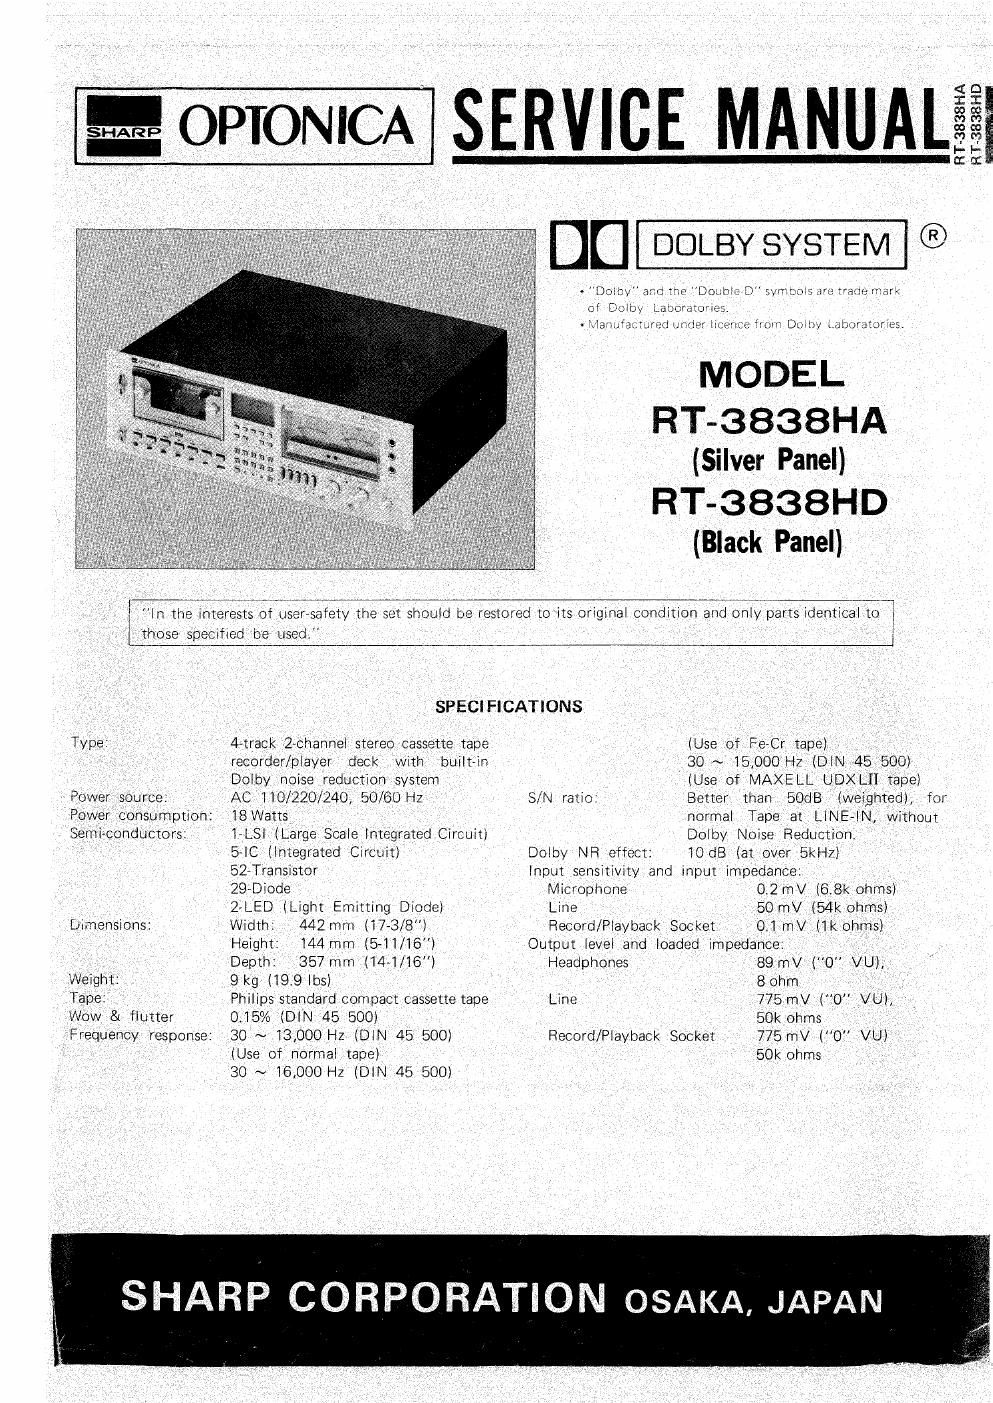 SHARP OPTONICA SERVICE MANUAL
RT-3838HA
RT-3838HD
DOLBY SYSTEM ®
• "Dolby" and the "Double-D" symbols are trade mark
of Dolby Laboratories.
• Manufactured under licence from Dolby Laboratories.
OPTONICA
MODEL
RT-3838HA
(Silver Panel)
RT-3838HD
(Black Panel)
"In the interests of user-safety the set should be restored to its original condition and only parts identical to
those specified be used."
SPECIFICATIONS
Type: 4-track 2-channel stereo cassette tape
recorder/player deck with built-in
Dolby noise reduction system
Power source: AC 110/220/240, 50/60 Hz
Power consumption: 18 Watts
Semi-conductors: 1-LSI (Large Scale Integrated Circuit)
5-IC (Integrated Circuit)
52-Transistor
29-Diode
2-LED (Light Emitting Diode)
Dimensions: Width: 442 mm (17-3/8")
Height: 144 mm (5-11/16")
Depth: 357 mm (14-1/16")
Weight: 9 kg (19.9 lbs)
Tape: Philips standard compact cassette tape
Wow & flutter 0.15% (DIN 45 500)
Frequency response: 30 ~ 13,000 Hz (DIN 45 500)
(Use of normal tape)
30 ~ 16,000 Hz (DIN 45 500)
(Use of Fe-Cr tape)
30 ~ 15,000 Hz (DIN 45 500)
(Use of MAXELL UDXLII tape)
S/N ratio: Better than 50dB (weighted), for
normal Tape at LINE-IN, without
Dolby Noise Reduction.
Dolby NR effect: 10 dB (at over 5kHz)
Input sensitivity and input impedance:
Microphone 0.2 mV (6.8k ohms)
Line 50 mV (54k ohms)
Record/Playback Socket 0.1 mV (1k ohms)
Output level and loaded impedance:
Headphones 89 mV ("0" VU),
8 ohm
Line 775 mV ("0" VU),
50k ohms
Record/Playback Socket 775 mV ("0" VU)
50k ohms
SHARP CORPORATION OSAKA, JAPAN